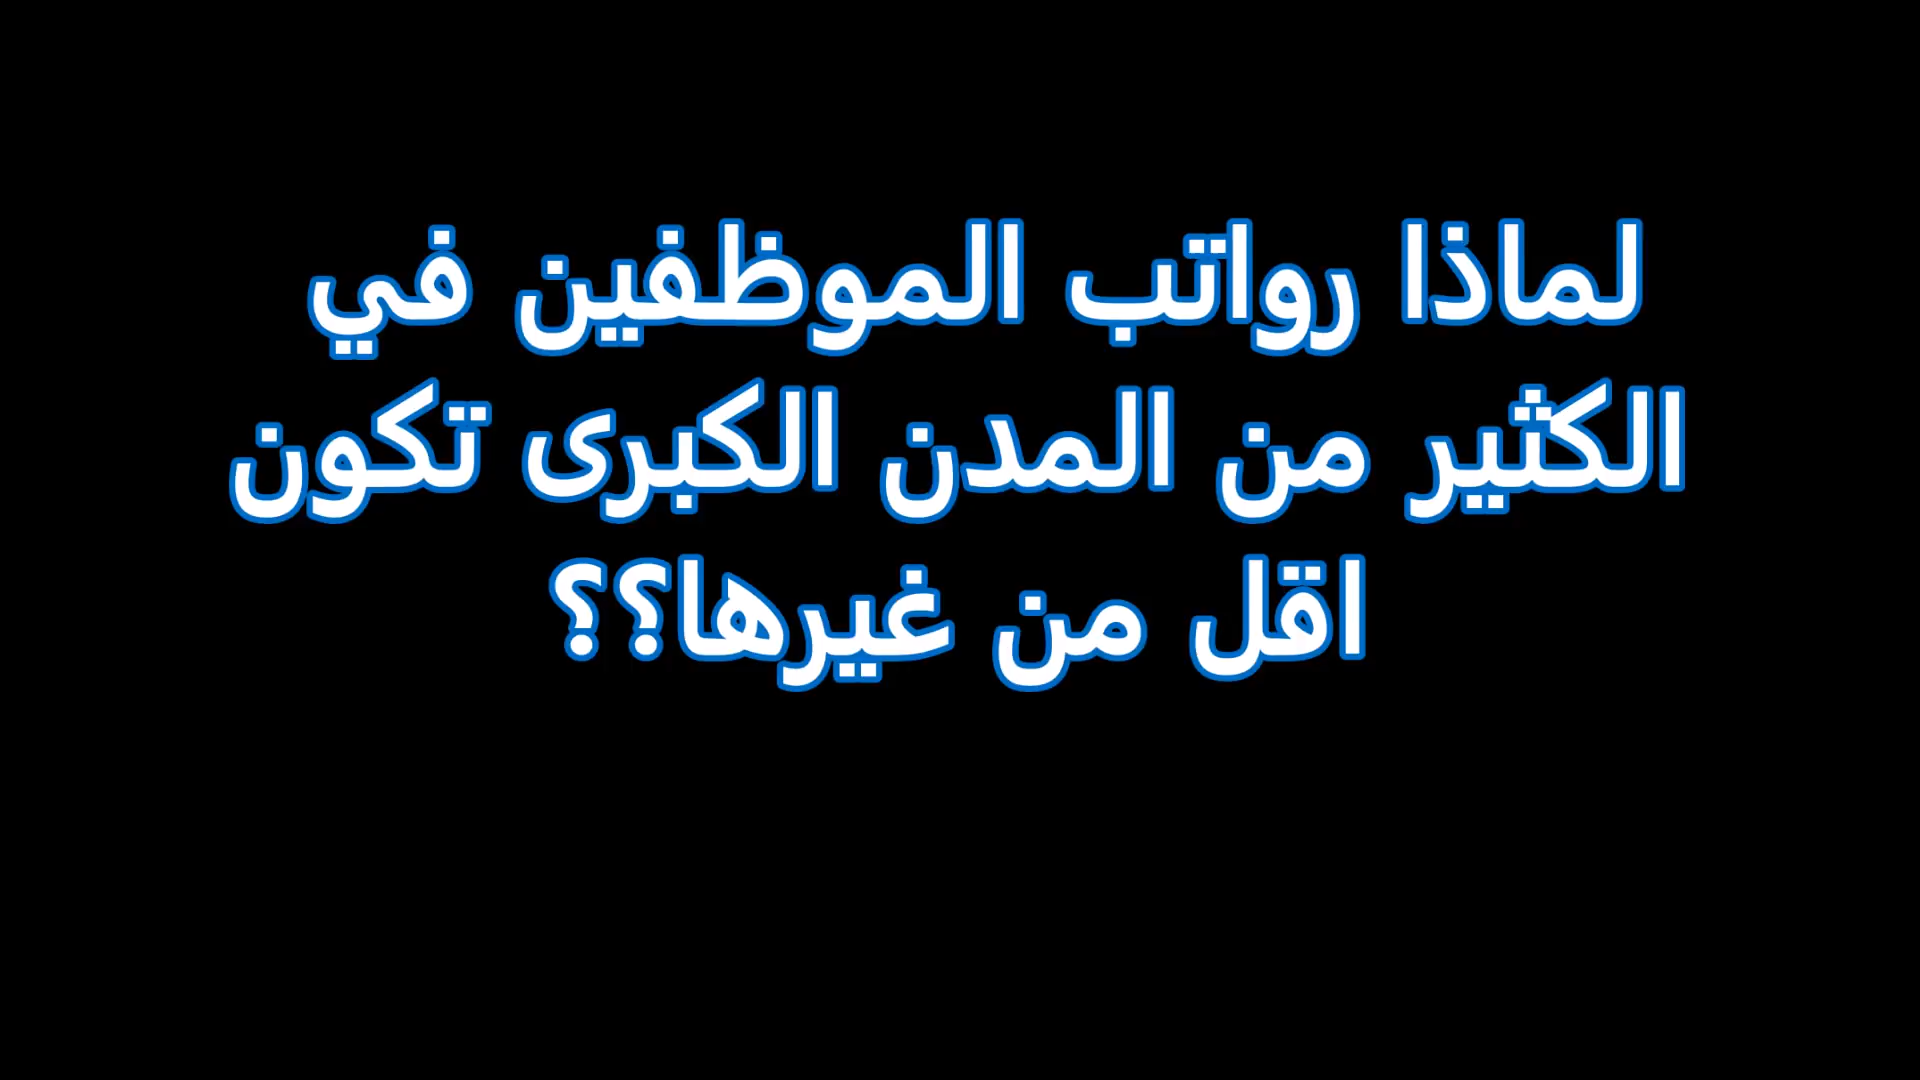 لماذا رواتب الموظفين في
الكثير من المدن الكبرى تكون
اقل من غيرها؟؟